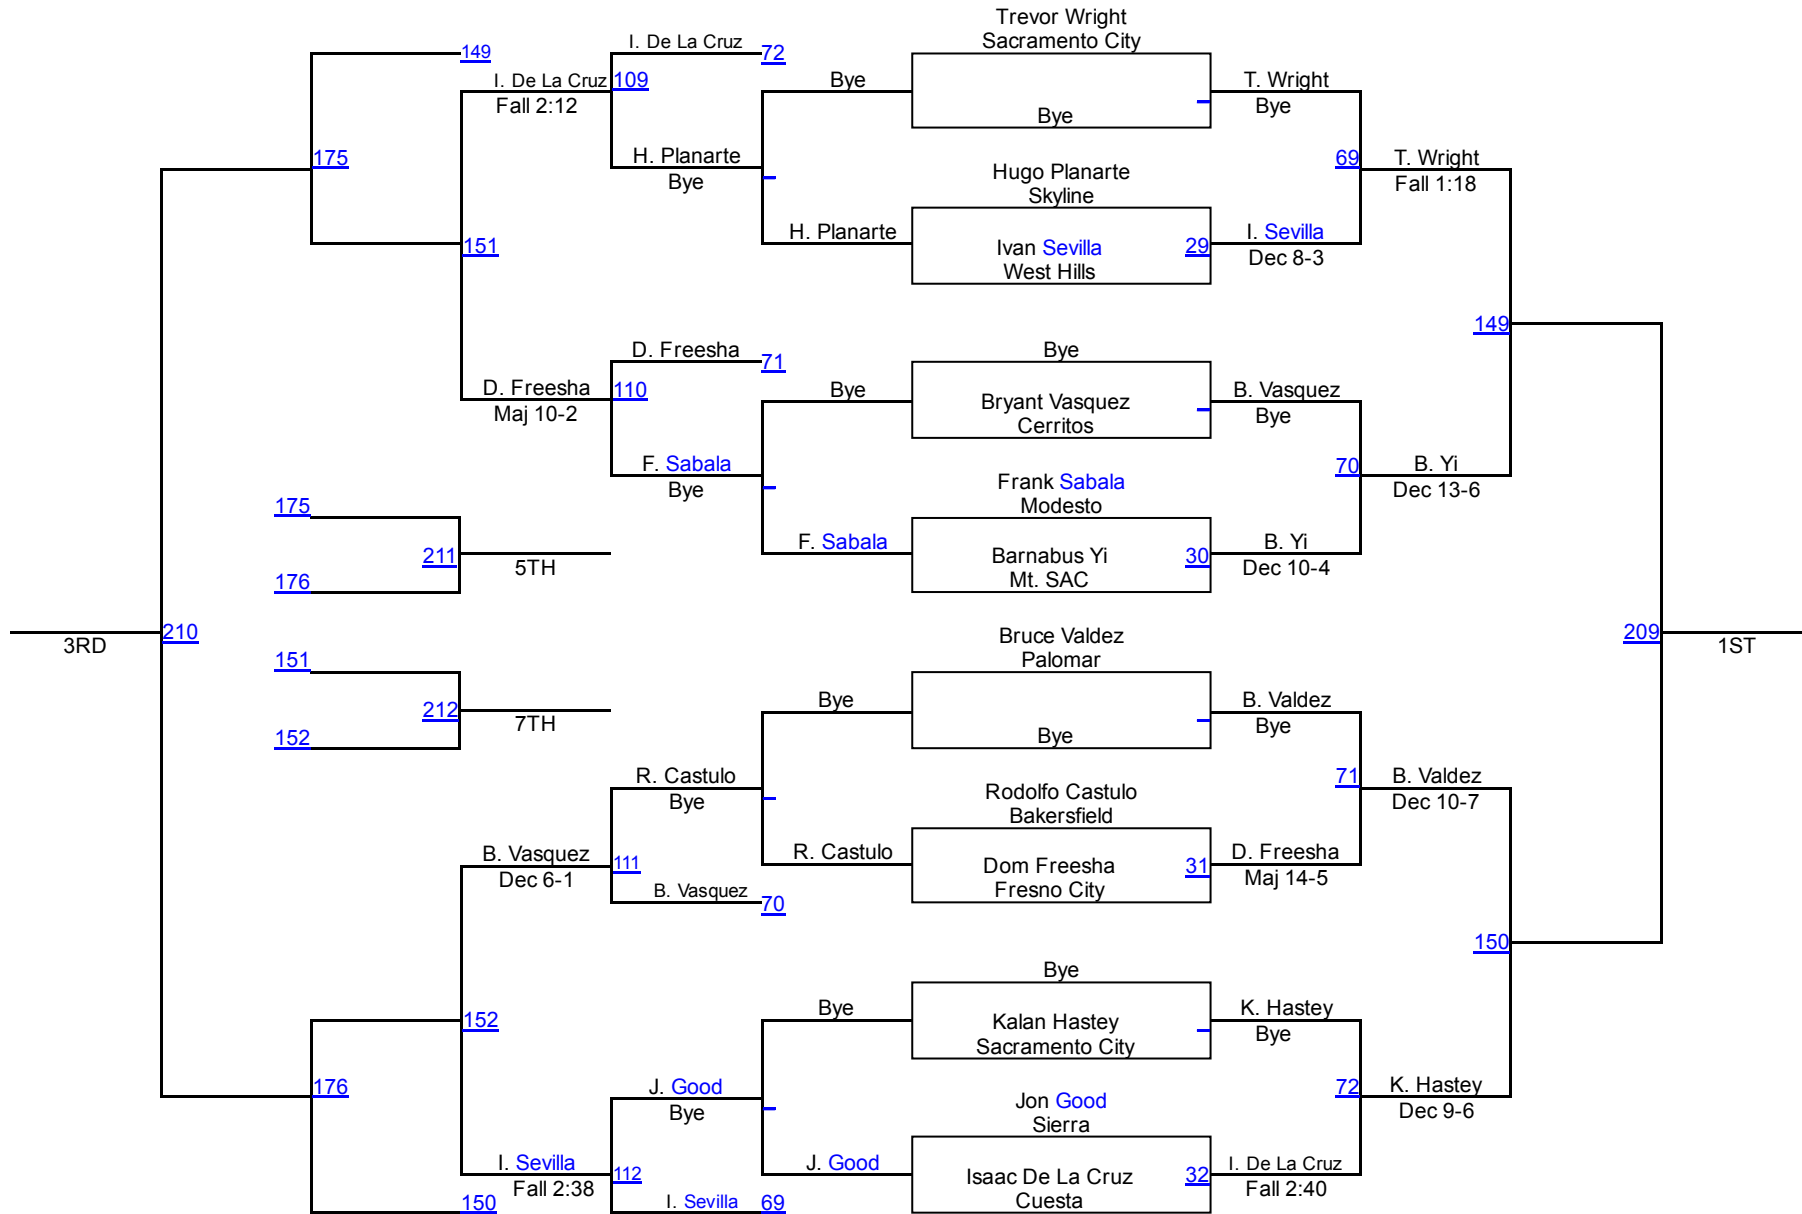 Trevor Wright
Sacramento City
I. De La Cruz
72
149
I. De La Cruz
109
Fall 2:12
Bye
T. Wright
Bye
Bye
H. Planarte
Bye
175
69
T. Wright
Fall 1:18
Hugo Planarte
Skyline
H. Planarte
Ivan Sevilla
West Hills
29
I. Sevilla
Dec 8-3
151
149
D. Freesha
71
Bye
D. Freesha
110
Maj 10-2
Bye
Bryant Vasquez
Cerritos
B. Vasquez
Bye
F. Sabala
Bye
70
B. Yi
Dec 13-6
Frank Sabala
Modesto
175
F. Sabala
Barnabus Yi
Mt. SAC
30
B. Yi
Dec 10-4
211
5TH
176
3RD
210
209
1ST
Bruce Valdez
Palomar
151
212
7TH
152
Bye
Bye
B. Valdez
Bye
R. Castulo
Bye
71
B. Valdez
Dec 10-7
Rodolfo Castulo
Bakersfield
B. Vasquez
Dec 6-1
111
R. Castulo
Dom Freesha
Fresno City
31
D. Freesha
Maj 14-5
B. Vasquez
70
150
Bye
Bye
Kalan Hastey
Sacramento City
K. Hastey
Bye
152
176
J. Good
Bye
72
K. Hastey
Dec 9-6
Jon Good
Sierra
I. Sevilla
Fall 2:38
112
J. Good
Isaac De La Cruz
Cuesta
32
I. De La Cruz
Fall 2:40
150
I. Sevilla
69